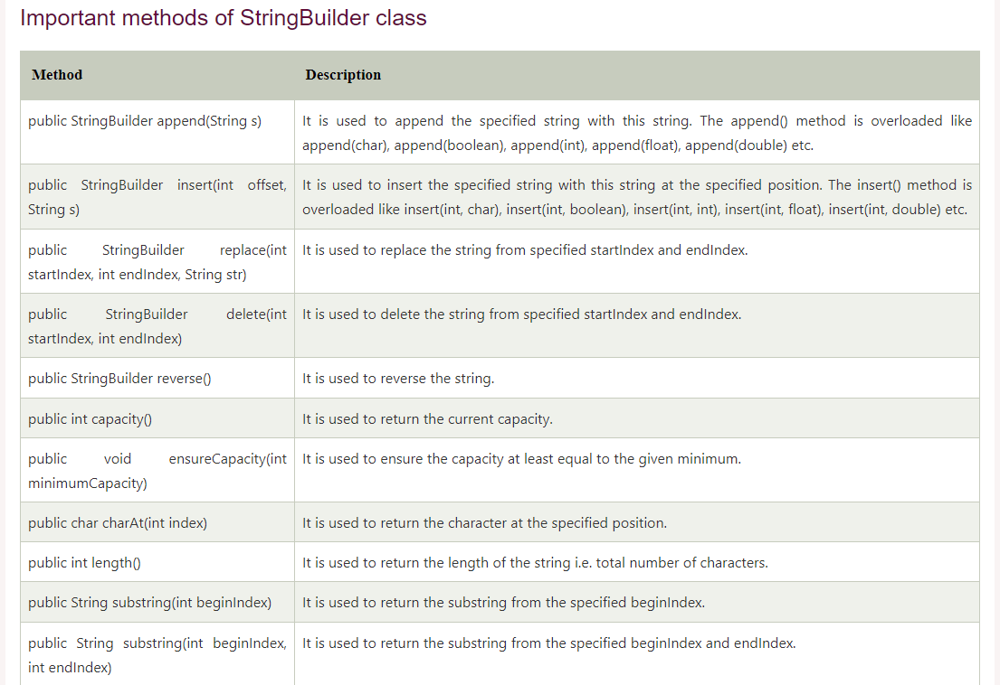 Important methods of StringBuilder class
Method Description
public StringBuilder append(String s) It is used to append the specified string with this string. The append() method is overloaded like
append(char), append(boolean), append(int), append(float), append(double) etc.
public StringBuilder insert(int offset, It is used to insert the specified string with this string at the specified position. The insert() method is
String s) overloaded like insert(int, char), insert(int, boolean), insert(int, int), insert(int, float), insert(int, double) etc.
public StringBuilder replace(int It is used to replace the string from specified startIndex and endIndex.
startIndex, int endIndex, String str)
public StringBuilder delete(int It is used to delete the string from specified startIndex and endIndex.
startIndex, int endIndex)
public StringBuilder reverse() It is used to reverse the string.
public int capacity() It is used to return the current capacity.
public void ensureCapacity(int It is used to ensure the capacity at least equal to the given minimum.
minimumCapacity)
public char charAt(int index) It is used to return the character at the specified position.
public int length() It is used to return the length of the string i.e. total number of characters.
public String substring(int beginIndex) It is used to return the substring from the specified beginIndex.
public String substring(int beginIndex, It is used to return the substring from the specified beginIndex and endIndex.
int endIndex)